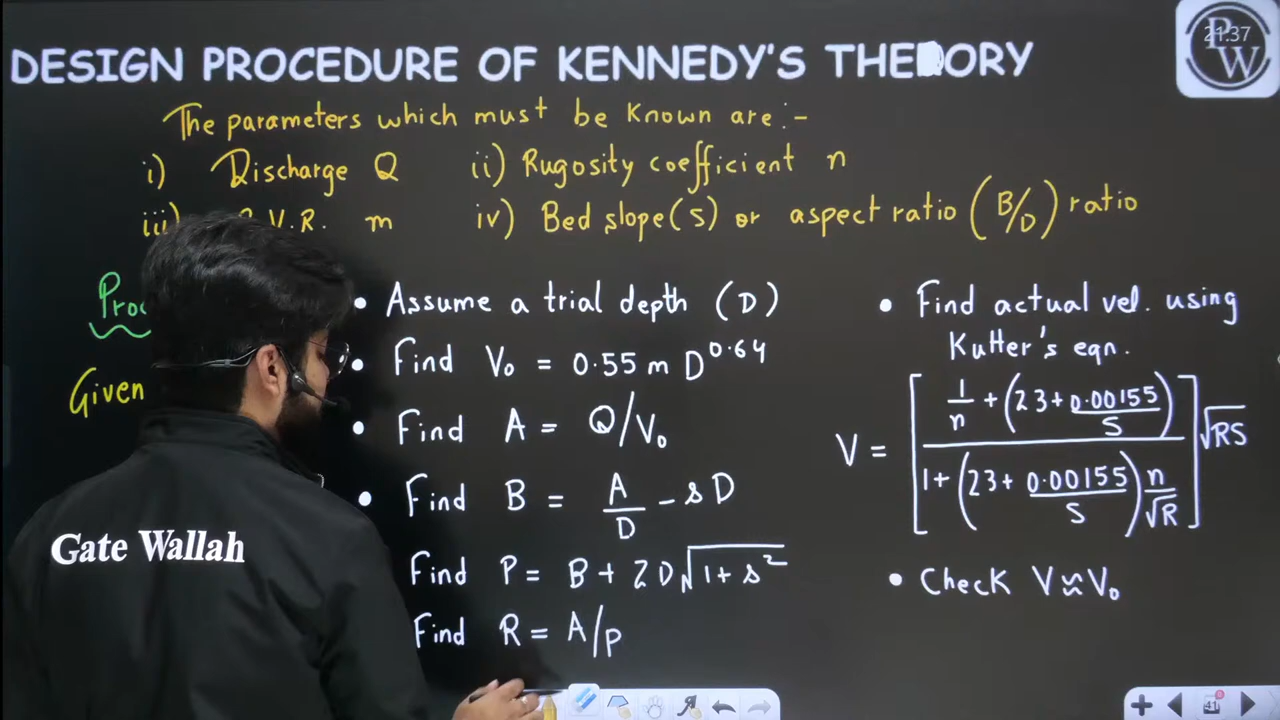 DESIGN PROCEDURE OF KENNEDY'S THEORY
21:37
P
W
The parameters which must be known are :-
i) Discharge Q ii) Rugosity coefficient n
iii) V.R. m iv) Bed slope (S) or aspect ratio (B/D) ratio
Given
• Assume a trial depth (D)
• Find V₀ = 0.55 m D^0.64
• Find A = Q/V₀
• Find B = A/D - sD
Find P = B + 2D√(1+s²)
Find R = A/P
• Find actual vel. using
Kutter's eqn.
V = [1/n + (23 + 0.00155/S) / 1 + (23 + 0.00155/S) n/√R] √RS
• Check V ≈ V₀
Gate Wallah
41